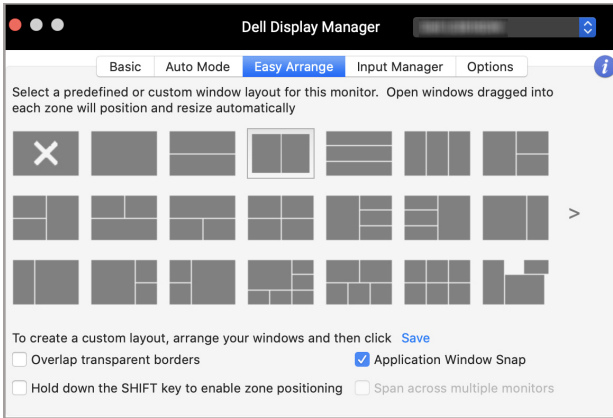 Dell Display Manager
Basic Auto Mode Easy Arrange Input Manager Options
Select a predefined or custom window layout for this monitor. Open windows dragged into
each zone will position and resize automatically
>
To create a custom layout, arrange your windows and then click Save
Overlap transparent borders Application Window Snap
Hold down the SHIFT key to enable zone positioning Span across multiple monitors